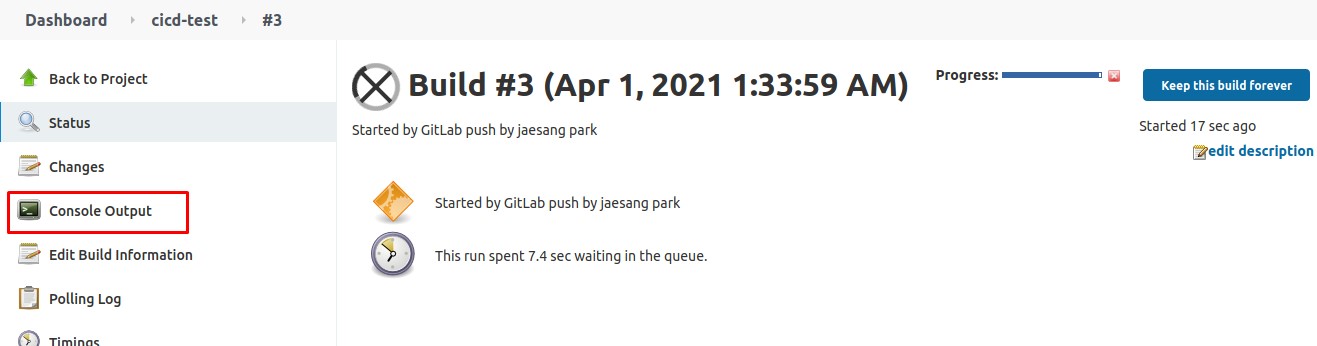 Dashboard cicd-test #3
Back to Project
Status
Changes
Console Output
Edit Build Information
Polling Log
Timings
Build #3 (Apr 1, 2021 1:33:59 AM)
Progress:
Keep this build forever
Started by GitLab push by jaesang park
Started 17 sec ago
edit description
Started by GitLab push by jaesang park
This run spent 7.4 sec waiting in the queue.